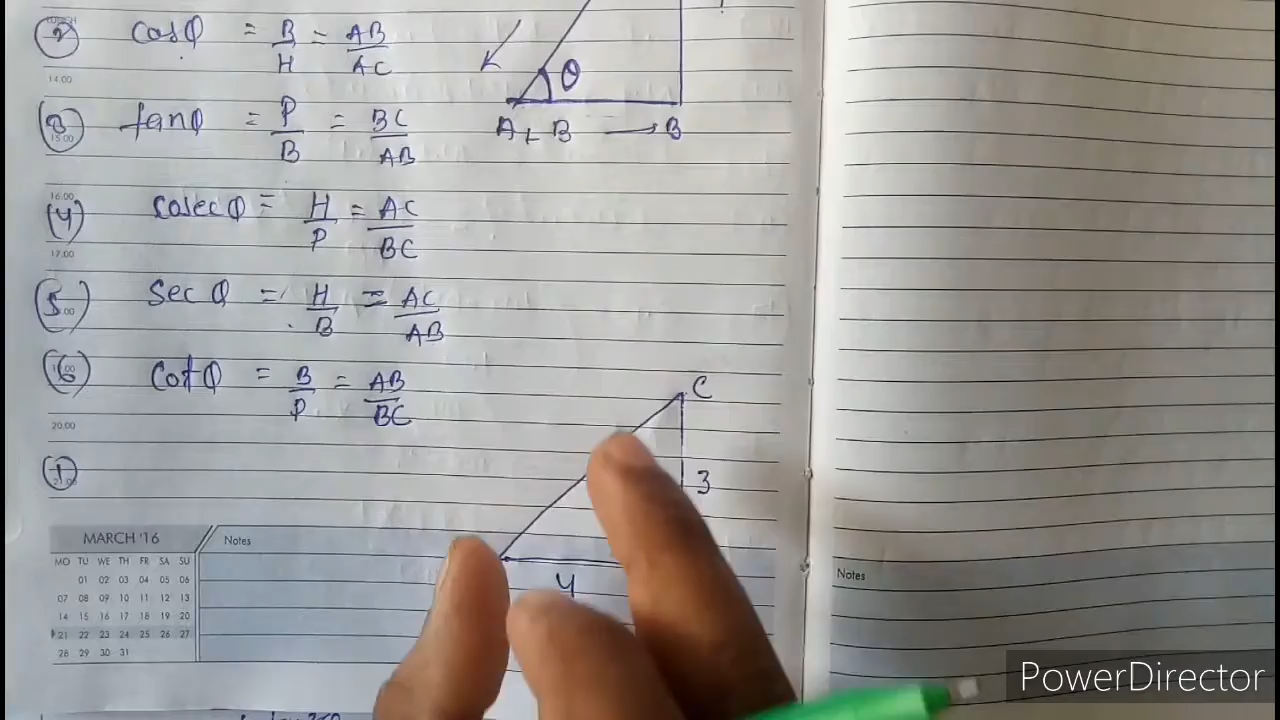 (2) cosθ = B/H = AB/AC
θ
A ← B → B
(3) tanθ = P/B = BC/AB
14.00
15.00
16.00
(4) cosecθ = H/P = AC/BC
17.00
(5) secθ = H/B = AC/AB
(6) cotθ = B/P = AB/BC
C
20.00
(1)
3
4
MARCH '16
Notes
MO TU WE TH FR SA SU
01 02 03 04 05 06
07 08 09 10 11 12 13
14 15 16 17 18 19 20
21 22 23 24 25 26 27
28 29 30 31
Notes
PowerDirector